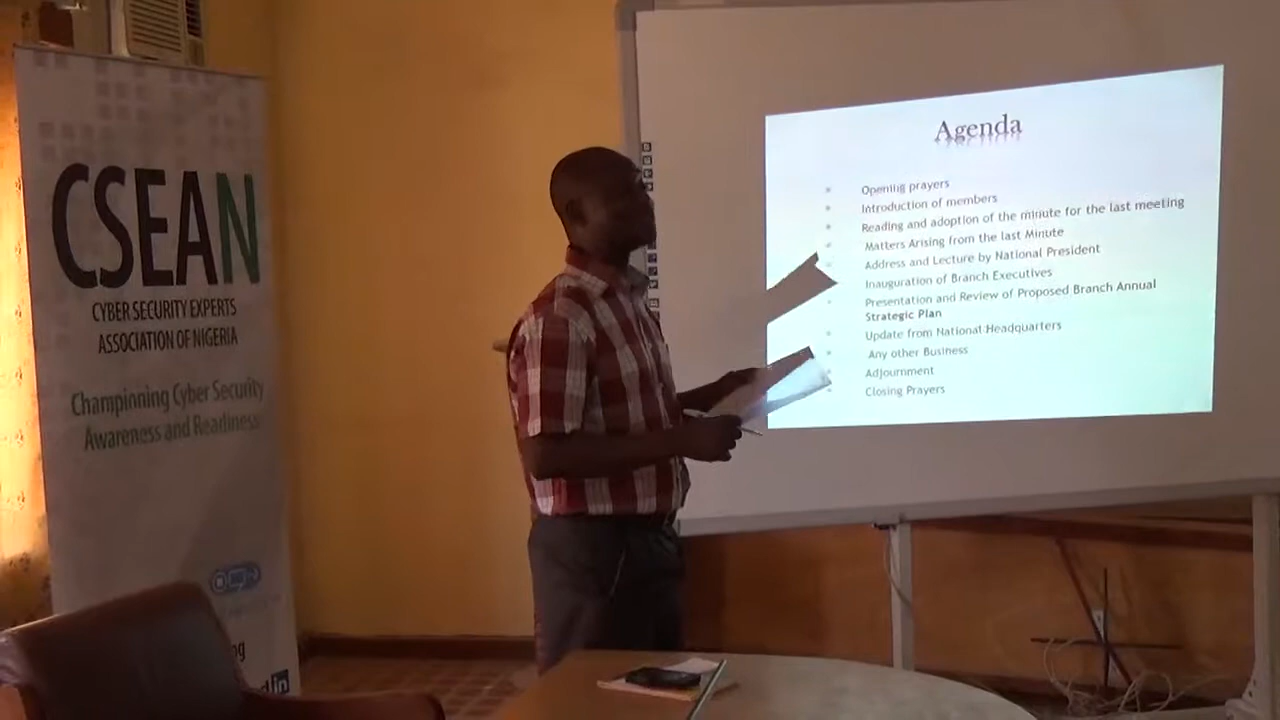 CSEAN
CYBER SECURITY EXPERTS
ASSOCIATION OF NIGERIA
Championing Cyber Security
Awareness and Readiness
in
Agenda
Opening prayers
Introduction of members
Reading and adoption of the minute for the last meeting
Matters Arising from the last Minute
Address and Lecture by National President
Inauguration of Branch Executives
Presentation and Review of Proposed Branch Annual
Strategic Plan
Update from National Headquarters
Any other Business
Adjournment
Closing Prayers